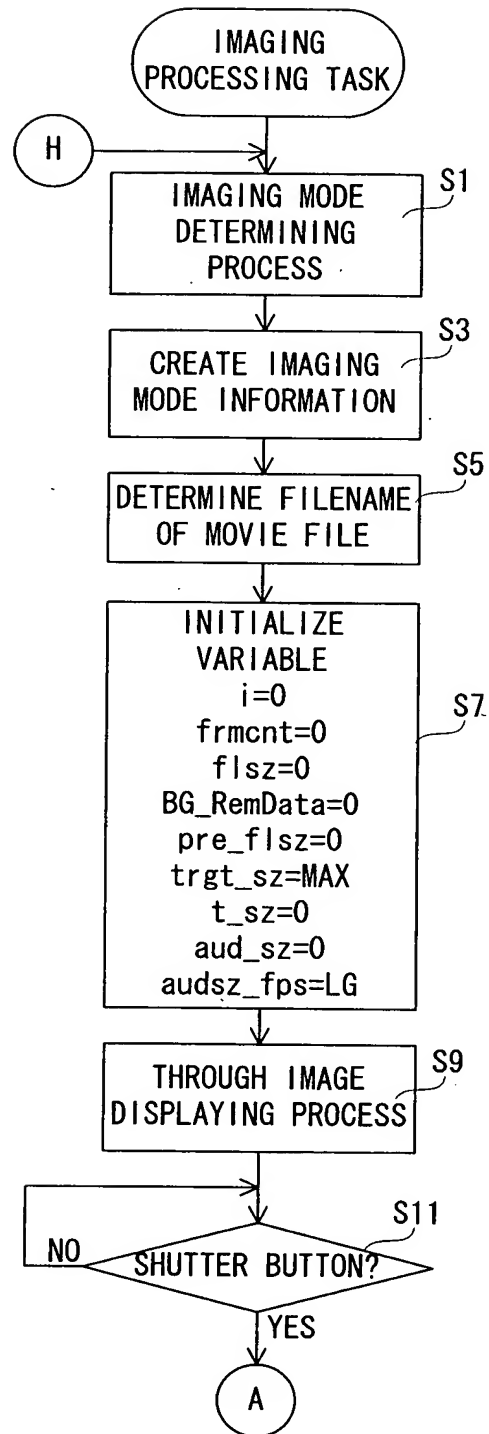 IMAGING
PROCESSING TASK
H
S1
IMAGING MODE
DETERMINING
PROCESS
S3
CREATE IMAGING
MODE INFORMATION
S5
DETERMINE FILENAME
OF MOVIE FILE
S7
INITIALIZE
VARIABLE
i=0
frmcnt=0
flsz=0
BG_RemData=0
pre_flsz=0
trgt_sz=MAX
t_sz=0
aud_sz=0
audsz_fps=LG
S9
THROUGH IMAGE
DISPLAYING PROCESS
S11
NO
SHUTTER BUTTON?
YES
A